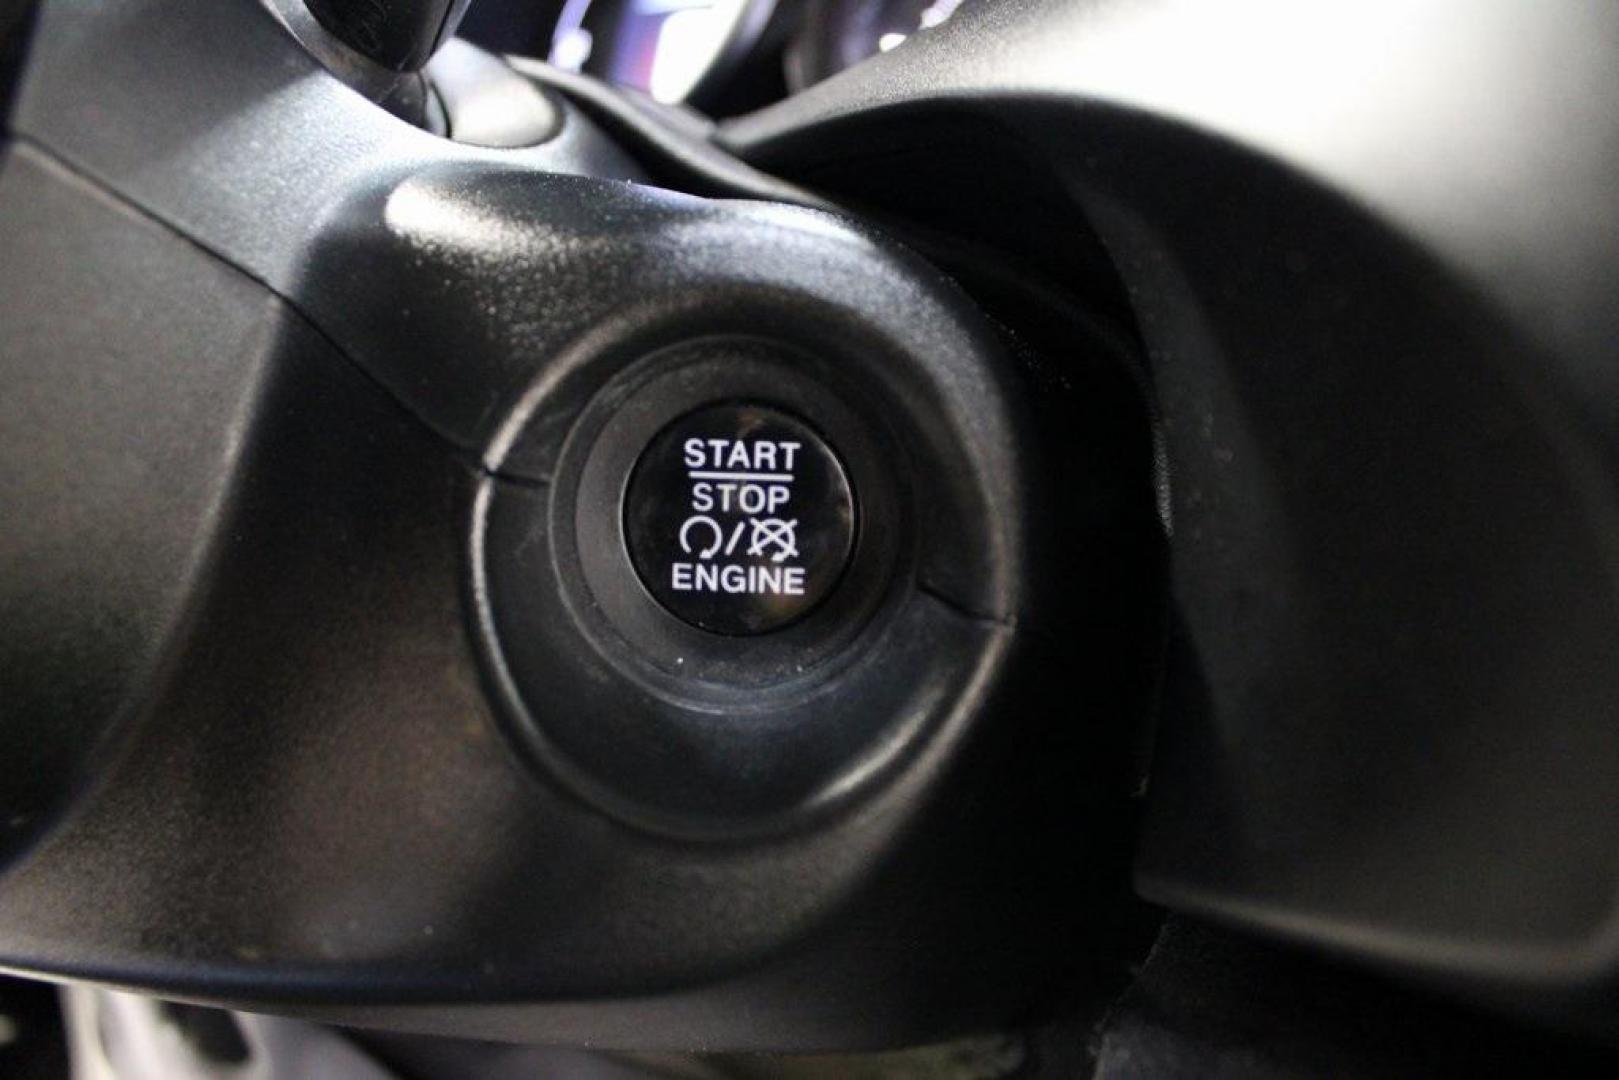 START
STOP
/
ENGINE